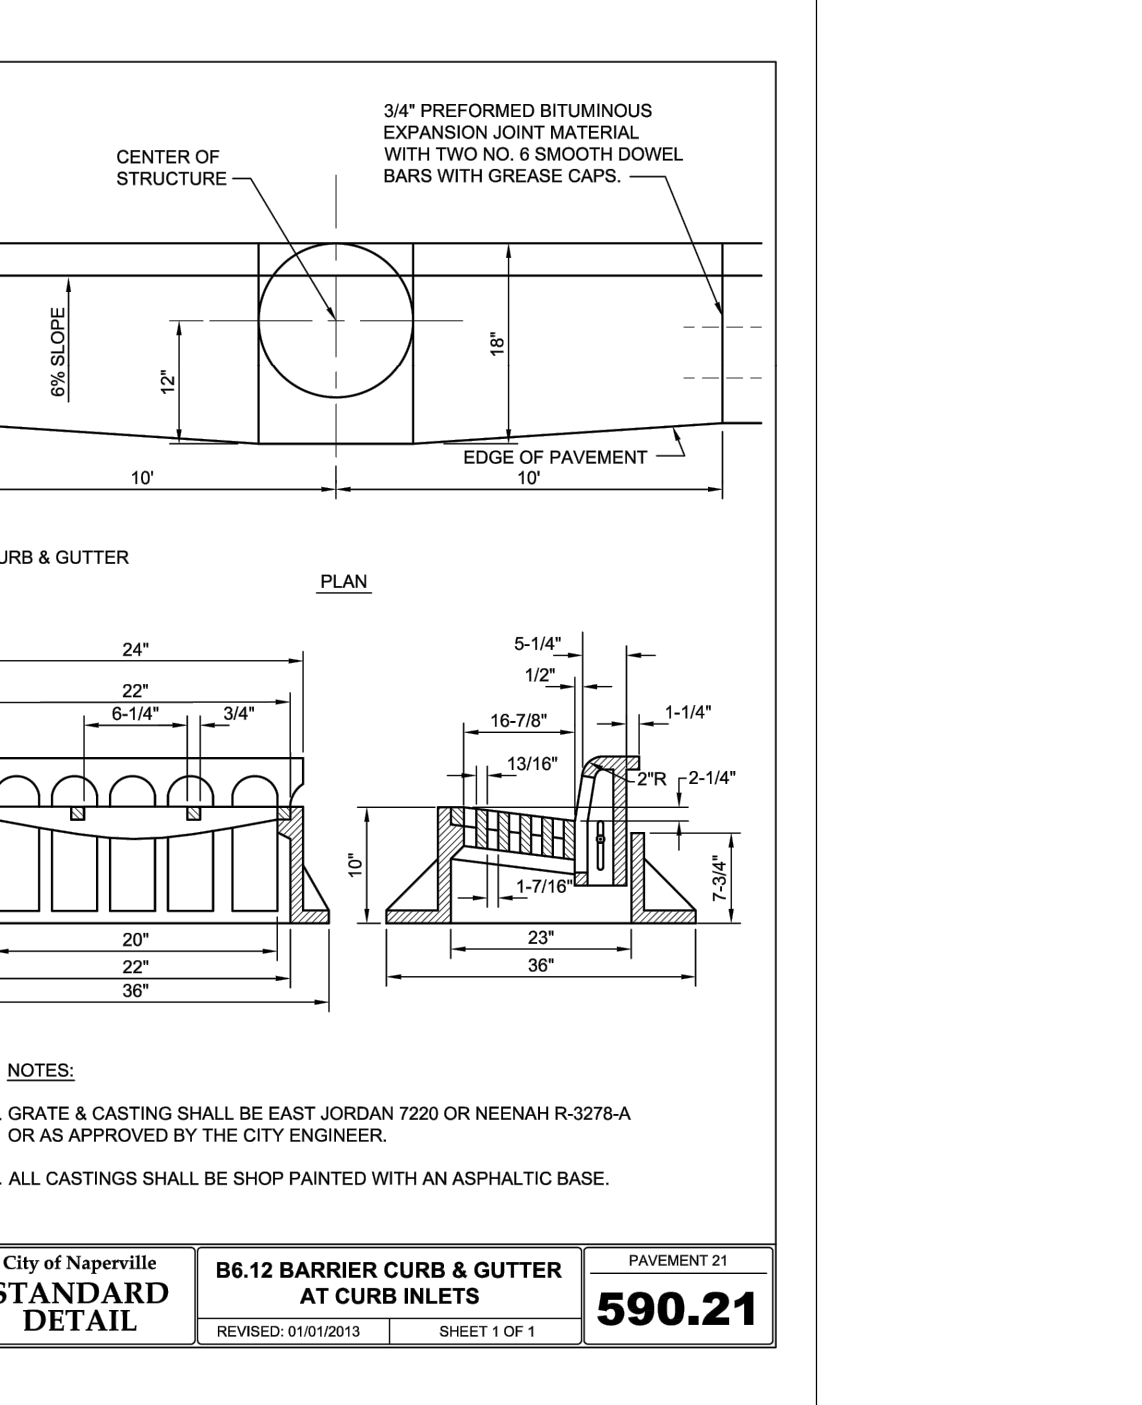 3/4" PREFORMED BITUMINOUS
EXPANSION JOINT MATERIAL
WITH TWO NO. 6 SMOOTH DOWEL
BARS WITH GREASE CAPS.
CENTER OF
STRUCTURE
6% SLOPE
12"
18"
EDGE OF PAVEMENT
10'
10'
URB & GUTTER
PLAN
24"
22"
6-1/4"
3/4"
20"
22"
36"
5-1/4"
1/2"
16-7/8"
1-1/4"
13/16"
2"R
2-1/4"
10"
1-7/16"
7-3/4"
23"
36"
NOTES:
. GRATE & CASTING SHALL BE EAST JORDAN 7220 OR NEENAH R-3278-A
OR AS APPROVED BY THE CITY ENGINEER.
. ALL CASTINGS SHALL BE SHOP PAINTED WITH AN ASPHALTIC BASE.
City of Naperville
STANDARD
DETAIL
B6.12 BARRIER CURB & GUTTER
AT CURB INLETS
REVISED: 01/01/2013
SHEET 1 OF 1
PAVEMENT 21
590.21